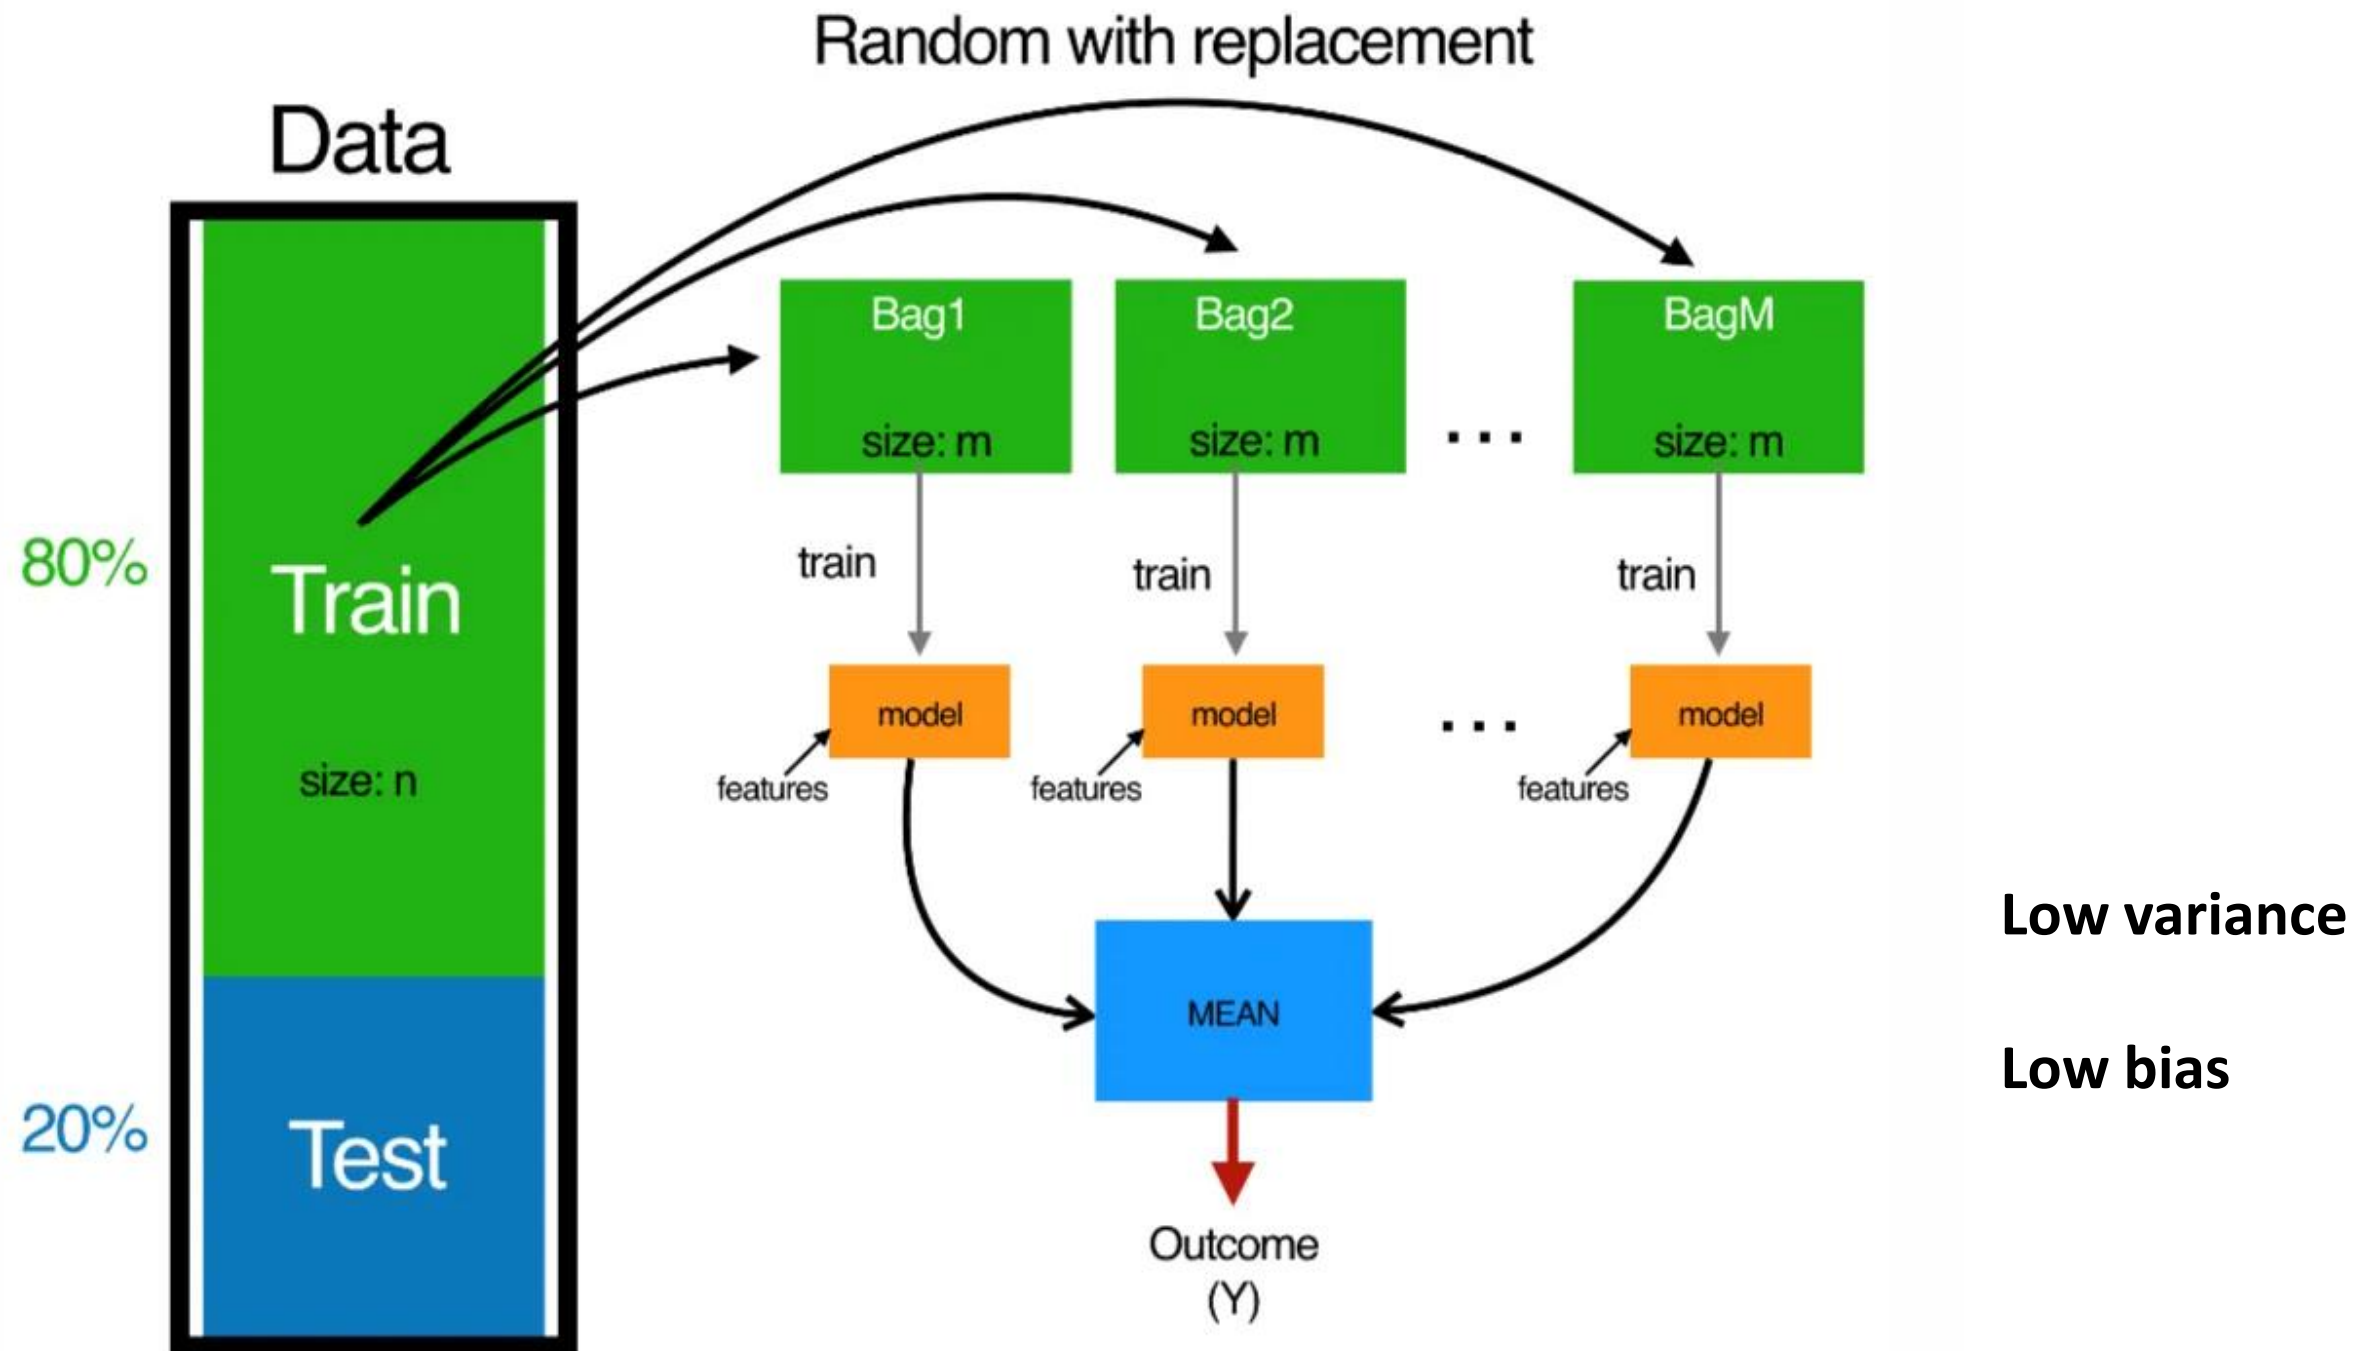 Random with replacement
Data
80%
Train
size: n
20%
Test
Bag1
size: m
Bag2
size: m
...
BagM
size: m
train
train
train
model
model
...
model
features
features
features
MEAN
Outcome
(Y)
Low variance
Low bias